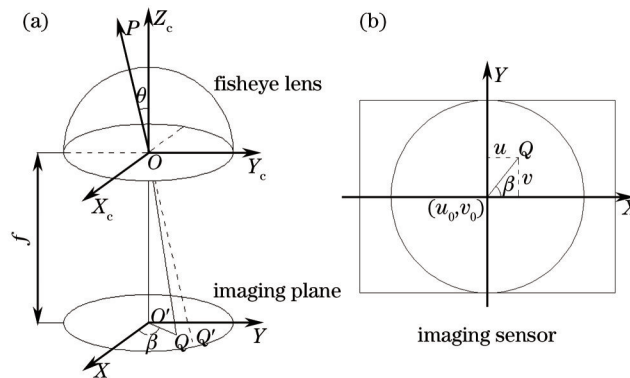 (a)
Z_c
P
θ
fisheye lens
O
Y_c
X_c
f
imaging plane
O′
Y
β
Q
Q′
X
(b)
Y
u
Q
β
v
(u_0,v_0)
X
imaging sensor